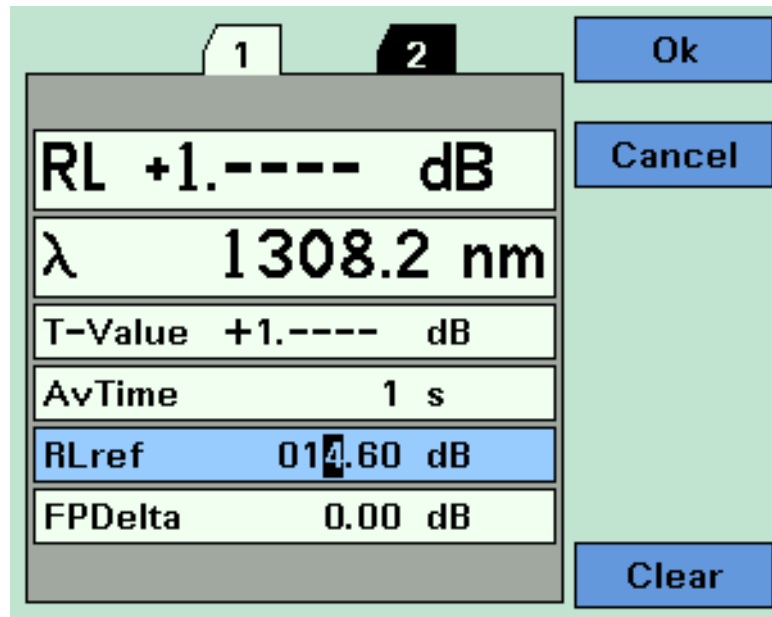 1 2 Ok
Cancel
RL +1.---- dB
λ 1308.2 nm
T-Value +1.---- dB
AvTime 1 s
RLref 014.60 dB
FPDelta 0.00 dB
Clear